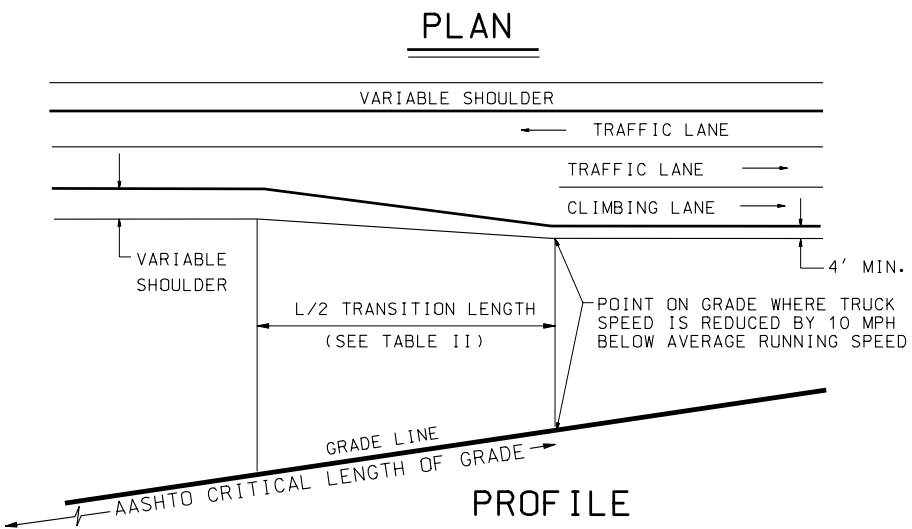 PLAN
VARIABLE SHOULDER
TRAFFIC LANE
TRAFFIC LANE
CLIMBING LANE
VARIABLE
SHOULDER
4' MIN.
L/2 TRANSITION LENGTH
(SEE TABLE II)
POINT ON GRADE WHERE TRUCK
SPEED IS REDUCED BY 10 MPH
BELOW AVERAGE RUNNING SPEED
GRADE LINE
AASHTO CRITICAL LENGTH OF GRADE
PROFILE